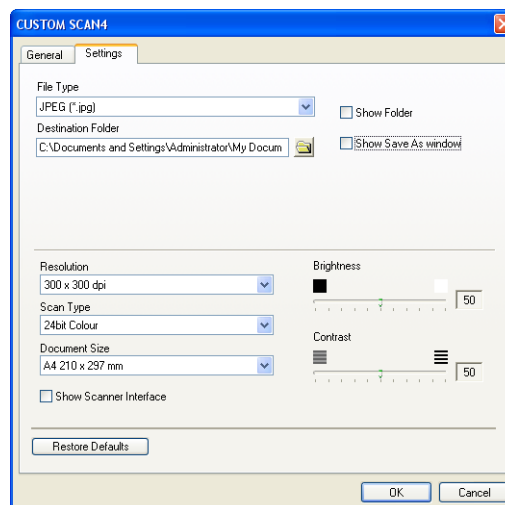 CUSTOM SCAN4
General
Settings
File Type
JPEG (*.jpg)
Show Folder
Destination Folder
C:\Documents and Settings\Administrator\My Docum
Show Save As window
Resolution
300 x 300 dpi
Scan Type
24bit Colour
Document Size
A4 210 x 297 mm
Show Scanner Interface
Brightness
50
Contrast
50
Restore Defaults
OK
Cancel